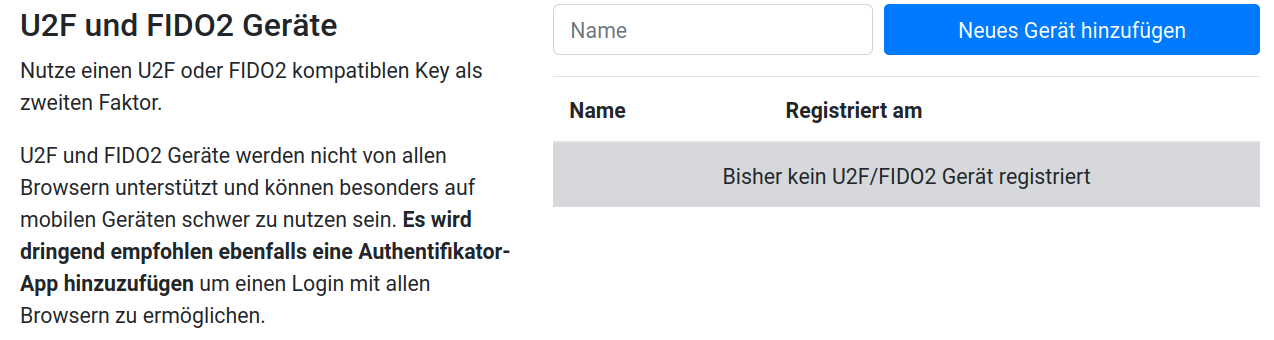 U2F und FIDO2 Geräte
Nutze einen U2F oder FIDO2 kompatiblen Key als
zweiten Faktor.
U2F und FIDO2 Geräte werden nicht von allen
Browsern unterstützt und können besonders auf
mobilen Geräten schwer zu nutzen sein. Es wird
dringend empfohlen ebenfalls eine Authentifikator-
App hinzuzufügen um einen Login mit allen
Browsern zu ermöglichen.
Name
Neues Gerät hinzufügen
Name Registriert am
Bisher kein U2F/FIDO2 Gerät registriert